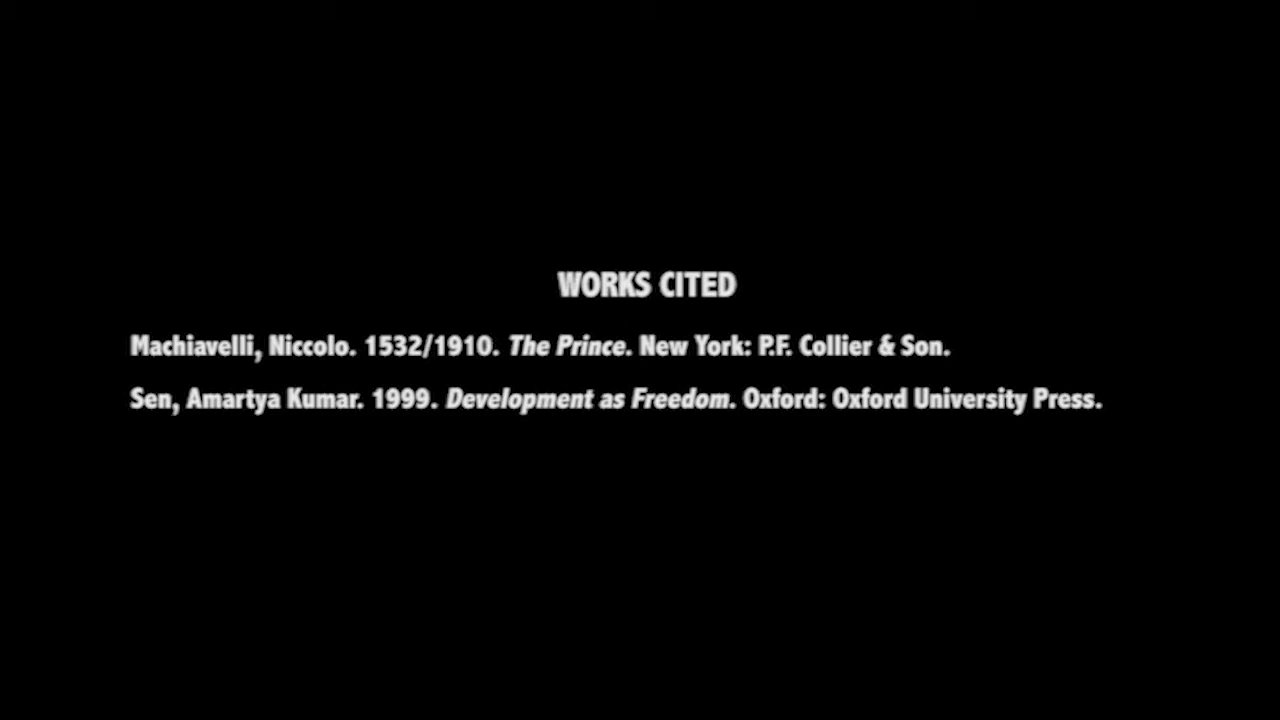 WORKS CITED
Machiavelli, Niccolo. 1532/1910. The Prince. New York: P.F. Collier & Son.
Sen, Amartya Kumar. 1999. Development as Freedom. Oxford: Oxford University Press.